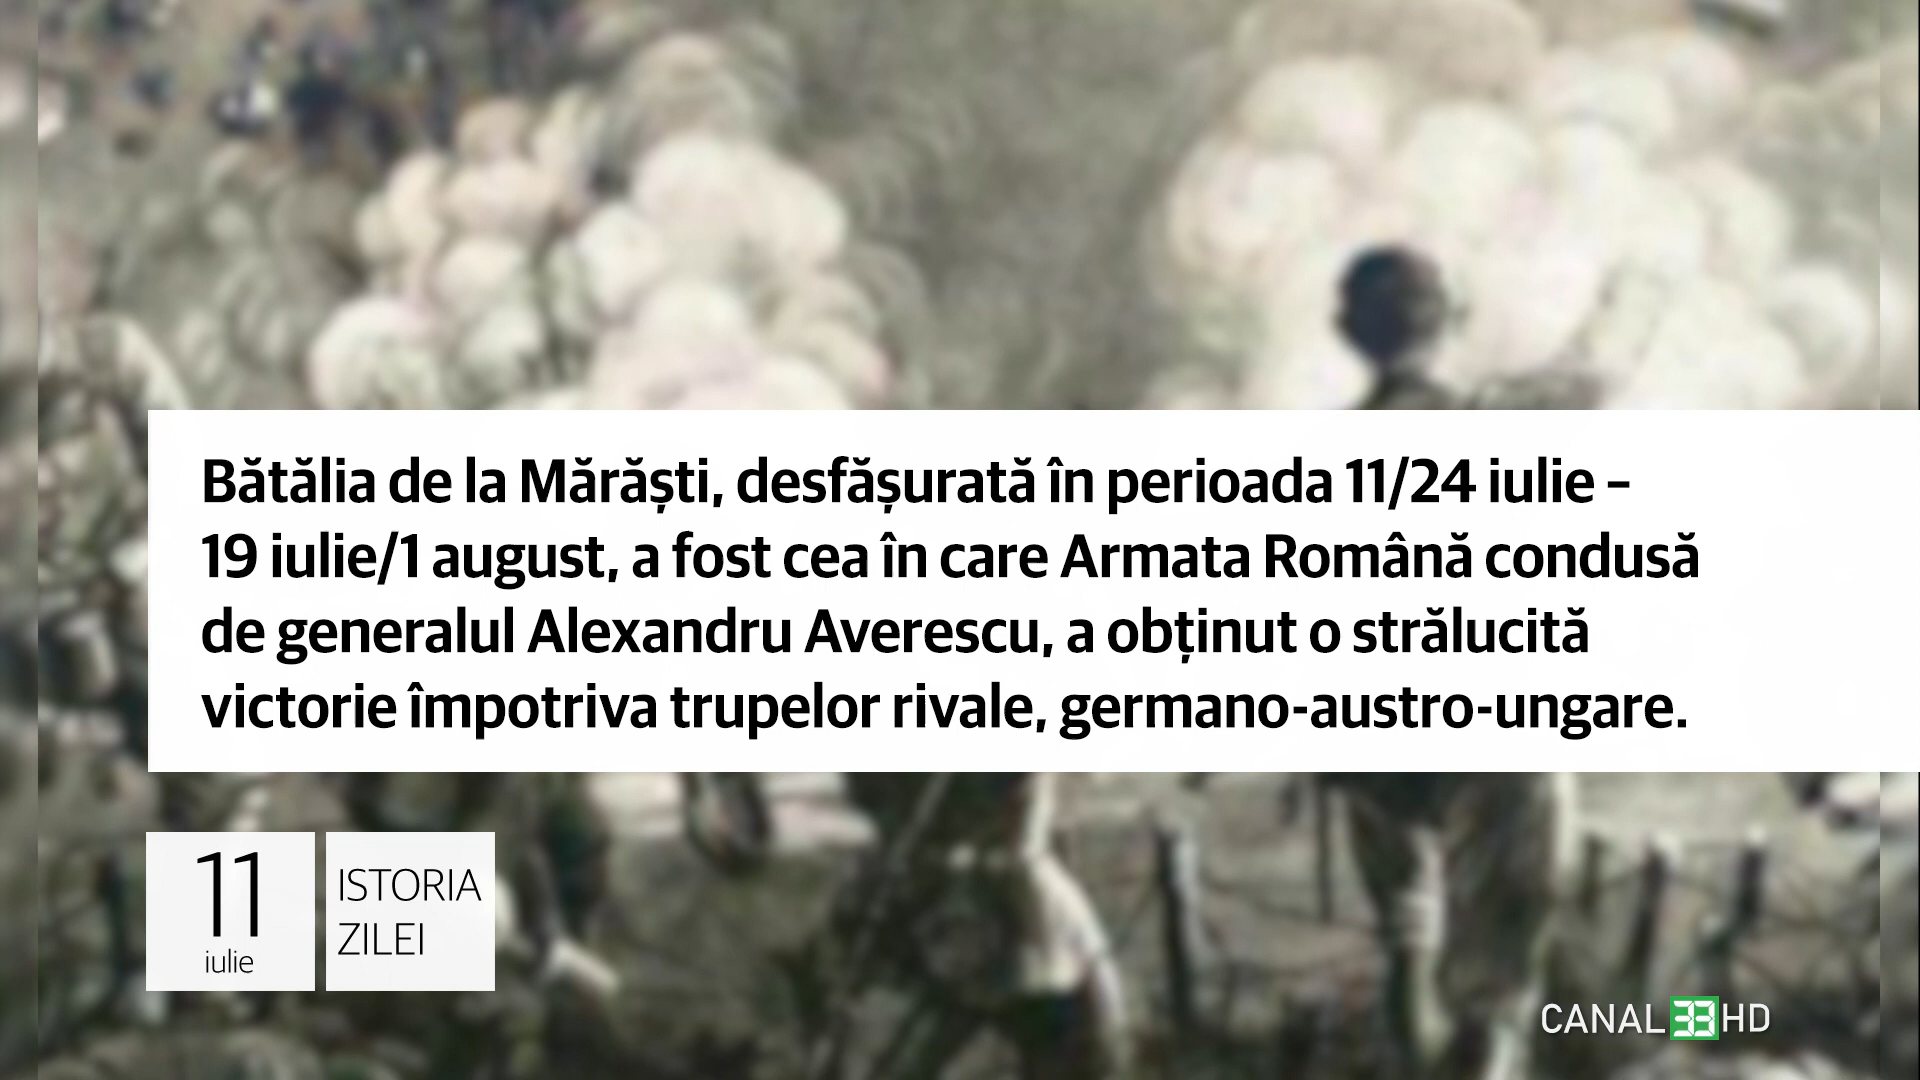 Bătălia de la Mărăști, desfășurată în perioada 11/24 iulie –
19 iulie/1 august, a fost cea în care Armata Română condusă
de generalul Alexandru Averescu, a obținut o strălucită
victorie împotriva trupelor rivale, germano-austro-ungare.
11
iulie
ISTORIA
ZILEI
CANAL 33 HD